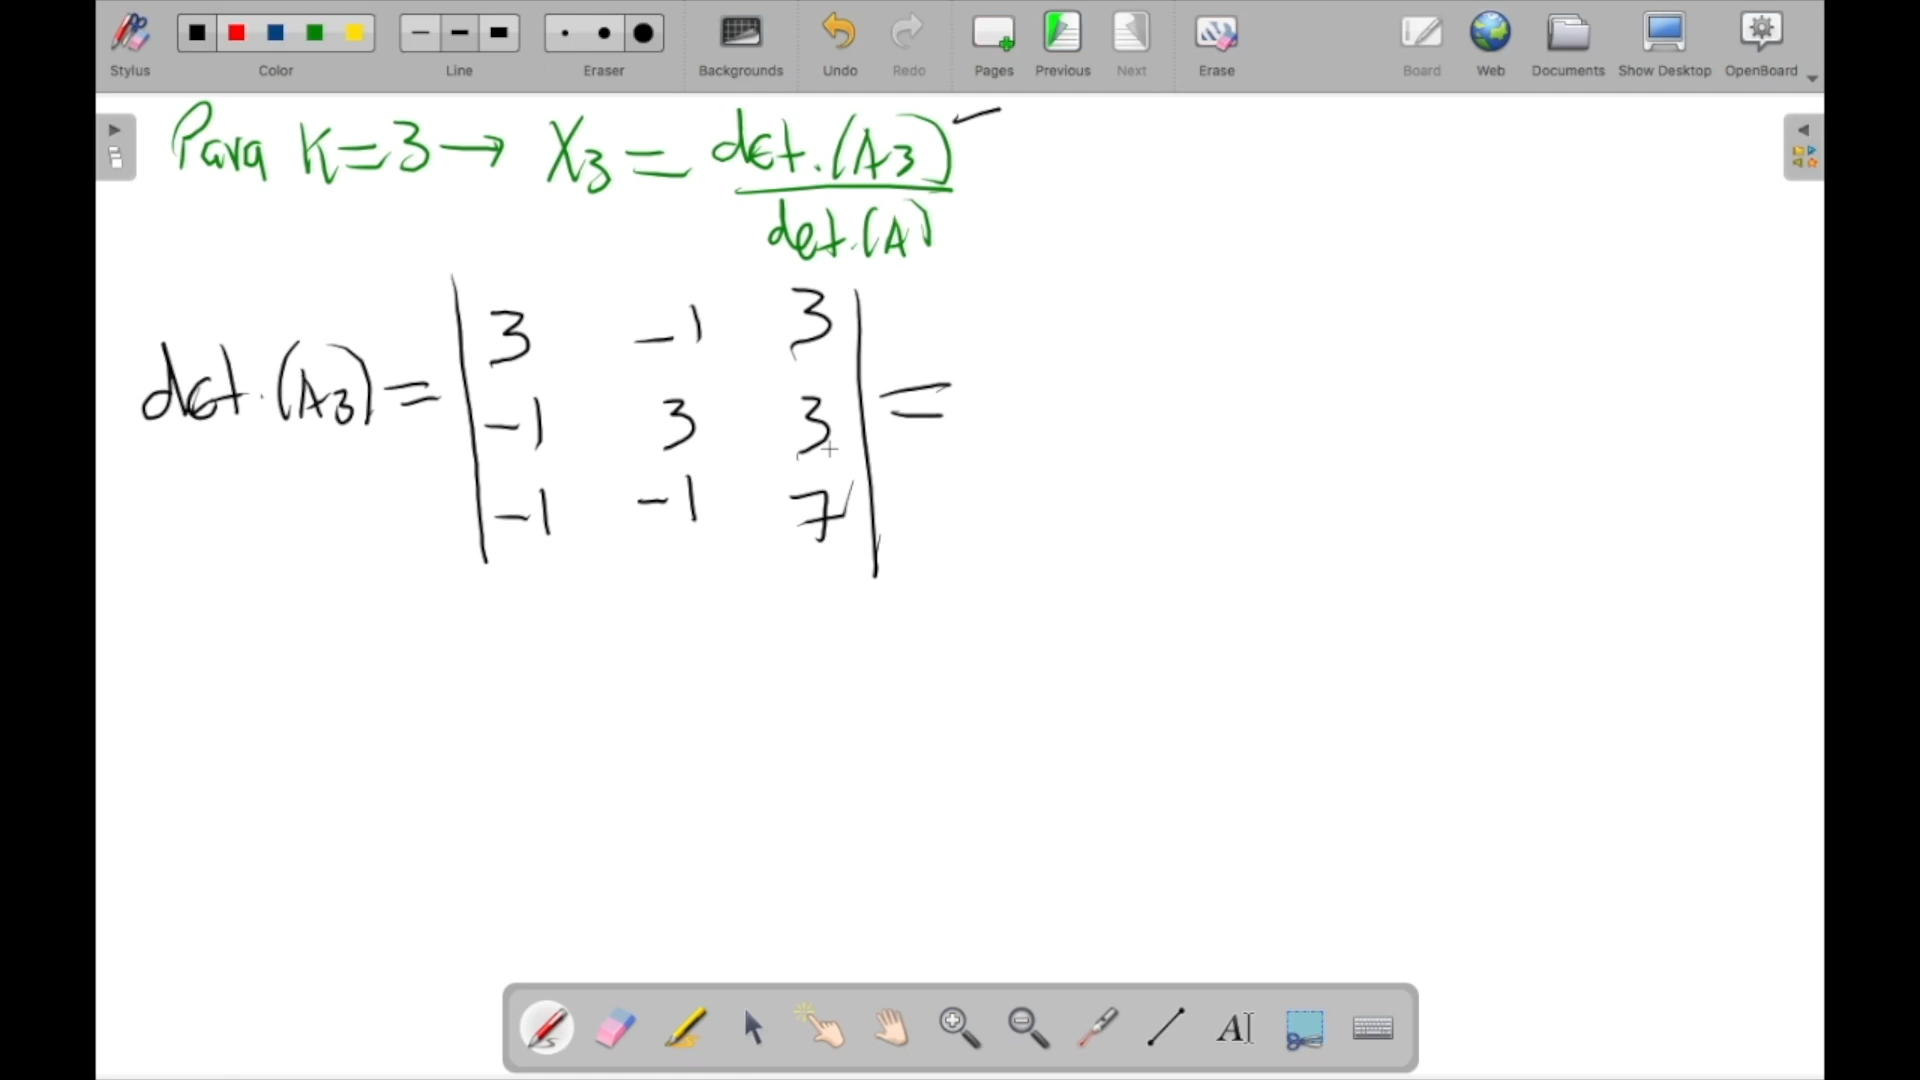 Stylus Color Line Eraser Backgrounds Undo Redo Pages Previous Next Erase Board Web Documents Show Desktop OpenBoard
Para K=3 → X3 = det.(A3)
det.(A)
3 -1 3
det.(A3) = -1 3 3 =
-1 -1 7